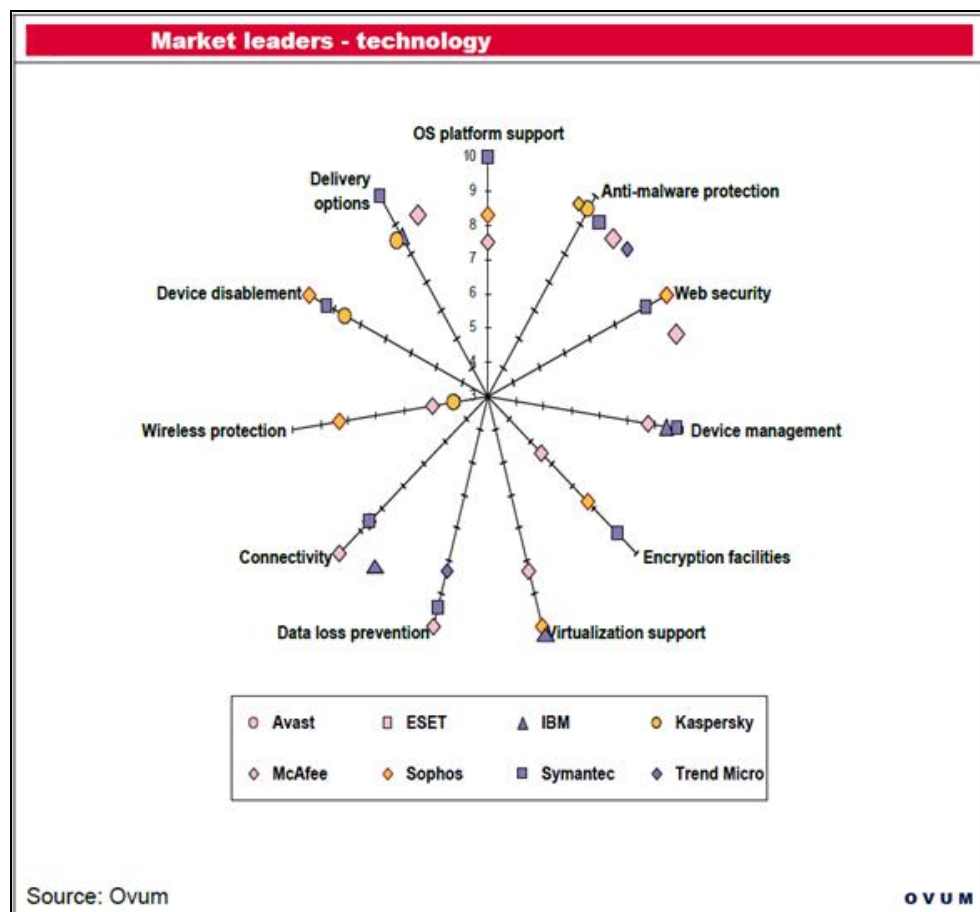 Market leaders - technology
OS platform support
10
9
8
7
6
5
4
Delivery
options
Anti-malware protection
Device disablement
Web security
Wireless protection
Device management
Connectivity
Encryption facilities
Data loss prevention
Virtualization support
Avast
ESET
IBM
Kaspersky
McAfee
Sophos
Symantec
Trend Micro
Source: Ovum
OVUM